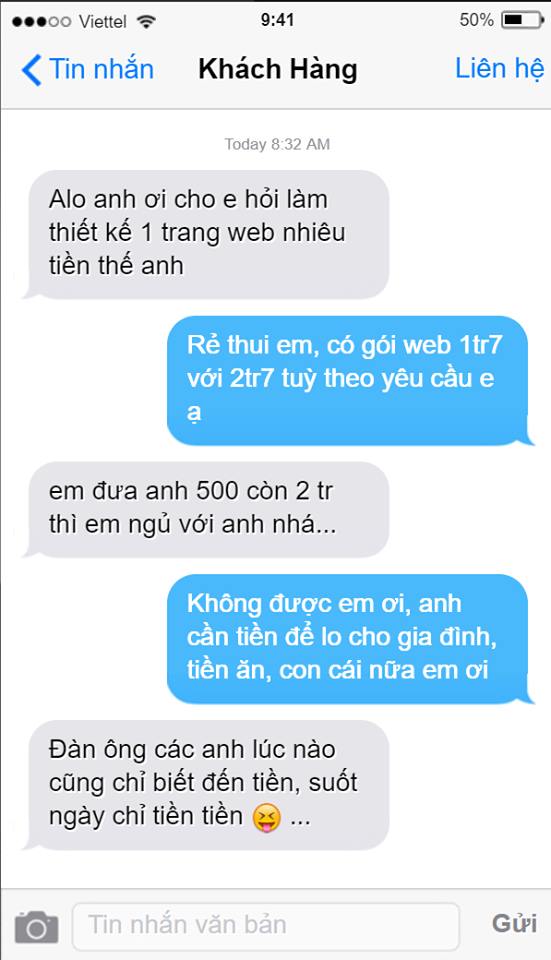 Viettel 9:41 50%
Tin nhắn Khách Hàng Liên hệ
Today 8:32 AM
Alo anh ơi cho e hỏi làm
thiết kế 1 trang web nhiêu
tiền thế anh
Rẻ thui em, có gói web 1tr7
với 2tr7 tuỳ theo yêu cầu e
ạ
em đưa anh 500 còn 2 tr
thì em ngủ với anh nhá...
Không được em ơi, anh
cần tiền để lo cho gia đình,
tiền ăn, con cái nữa em ơi
Đàn ông các anh lúc nào
cũng chỉ biết đến tiền, suốt
ngày chỉ tiền tiền 😝 ...
Tin nhắn văn bản Gửi